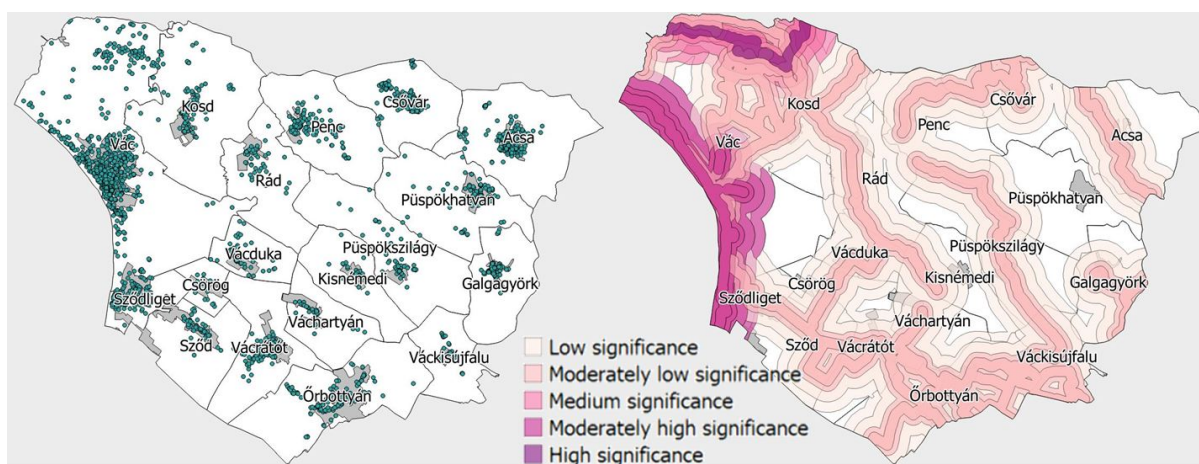 Kosd
Vác
Penc
Csővár
Acsa
Rád
Püspökhatvan
Vácduka
Püspökszilágy
Csörög
Kisnémedi
Galgagyörk
Sződliget
Váchartyán
Sződ
Vácrátót
Váckisújfalu
Őrbottyán
Low significance
Moderately low significance
Medium significance
Moderately high significance
High significance
Kosd
Csővár
Penc
Acsa
Vác
Rád
Püspökhatvan
Vácduka
Püspökszilágy
Csörög
Kisnémedi
Galgagyörk
Sződliget
Váchartyán
Sződ
Vácrátót
Váckisújfalu
Őrbottyán